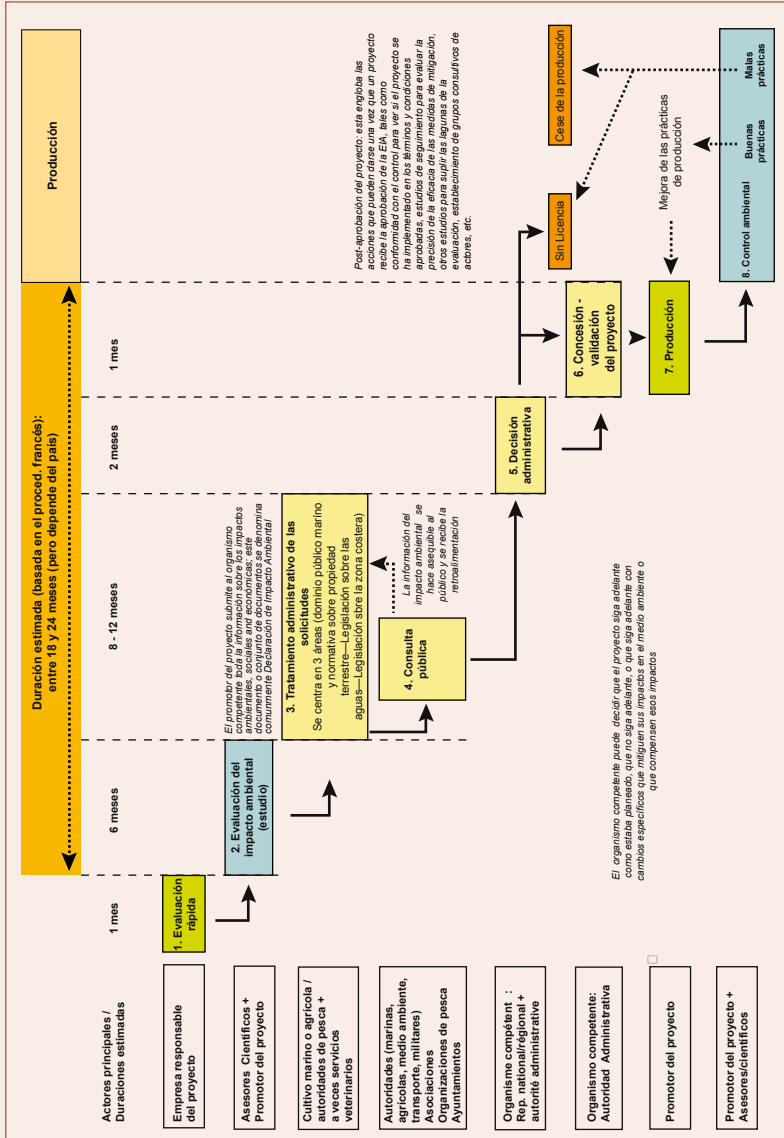 Duración estimada (basada en el proced. francés):
entre 18 y 24 meses (pero depende del país)
Producción
Actores principales /
Duraciones estimadas
1 mes
6 meses
8 - 12 meses
2 meses
1 mes
Empresa responsable
del proyecto
1. Evaluación
rápida
Asesores Científicos +
Promotor del proyecto
2. Evaluación del
impacto ambiental
(estudio)
El promotor del proyecto submite al organismo
competente toda la información sobre los impactos
ambientales, sociales and económicas; este
documento o conjunto de documentos se denomina
comunmente Declaración de Impacto Ambiental
Cultivo marino o agrícola /
autoridades de pesca +
a veces servicios
veterinarios
3. Tratamiento administrativo de las
solicitudes
Se centra en 3 áreas (dominio público marino
y normativa sobre propiedad
terrestre—Legislación sobre las
aguas—Legislación sbre la zona costera)
Post-aprobación del proyecto: esta engloba las
acciones que pueden darse una vez que un proyecto
recibe la aprobación de la EIA, tales como
conformidad con el control para ver si el proyecto se
ha implementado en los términos y condiciones
aprobadas, estudios de seguimiento para evaluar la
precisión de la eficacia de las medidas de mitigación,
otros estudios para suplir las lagunas de la
evaluación, establecimiento de grupos consultivos de
actores, etc.
Autoridades (marinas,
agrícolas, medio ambiente,
transporte, militares)
Asociaciones
Organizaciones de pesca
Ayuntamientos
4. Consulta
pública
La información del
impacto ambiental se
hace asequible al
público y se recibe la
retroalimentación
Organisme compétent :
Rep. national/régional +
autorité administrative
5. Decisión
administrativa
Sin Licencia
Cese de la producción
Organismo competente:
Autoridad Administrativa
6. Concesión -
validación
del proyecto
El organismo competente puede decidir que el proyecto siga adelante
como estaba planeado, que no siga adelante, o que siga adelante con
cambios específicos que mitiguen sus impactos en el medio ambiente o
que compensen esos impactos
Promotor del proyecto
7. Producción
Mejora de las prácticas
de producción
Promotor del proyecto +
Asesores/científicos
8. Control ambiental
Buenas
prácticas
Malas
prácticas